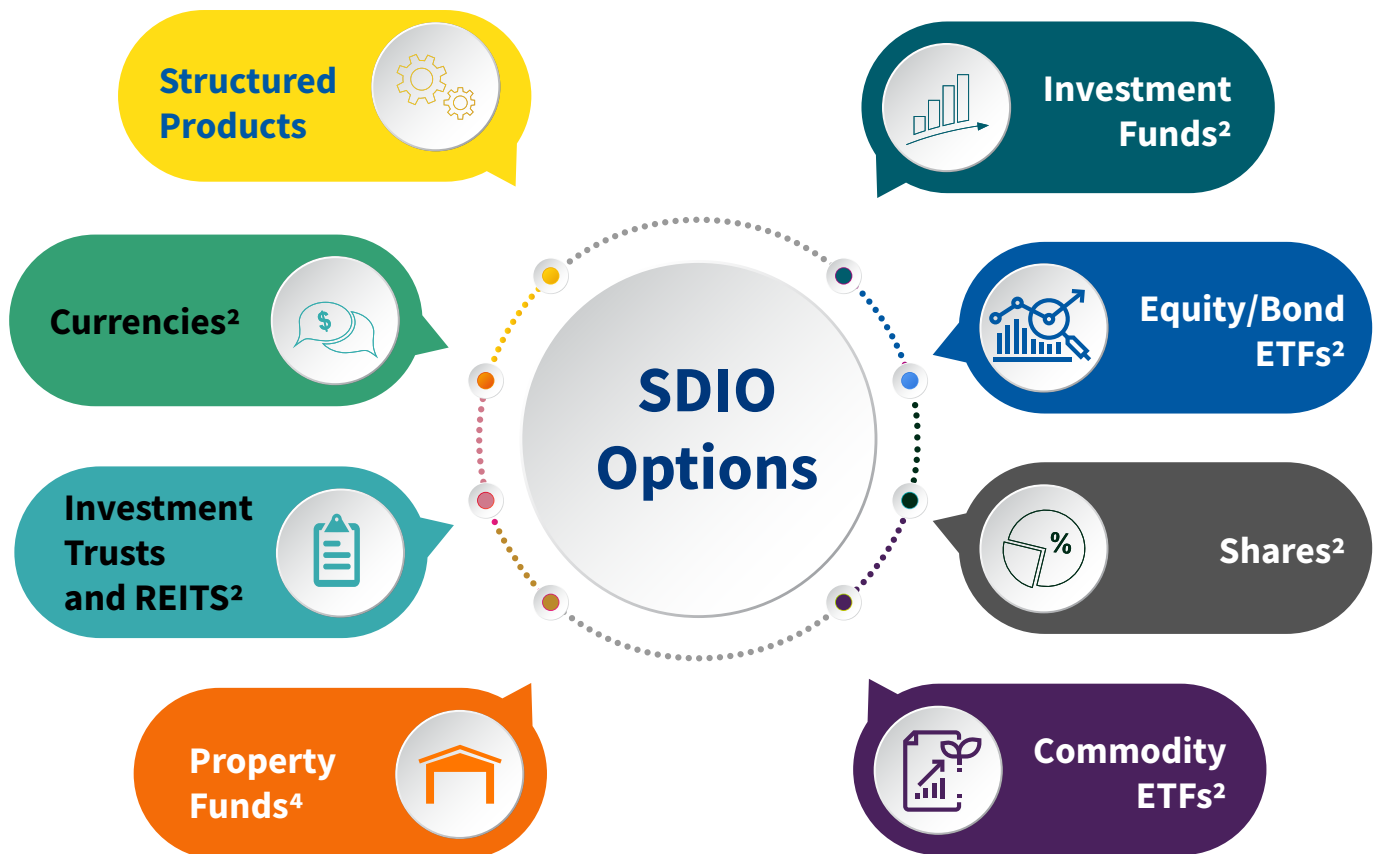 Structured
Products
Investment
Funds²
Currencies²
Equity/Bond
ETFs²
SDIO
Options
Investment
Trusts
and REITS²
Shares²
Property
Funds⁴
Commodity
ETFs²
$
%